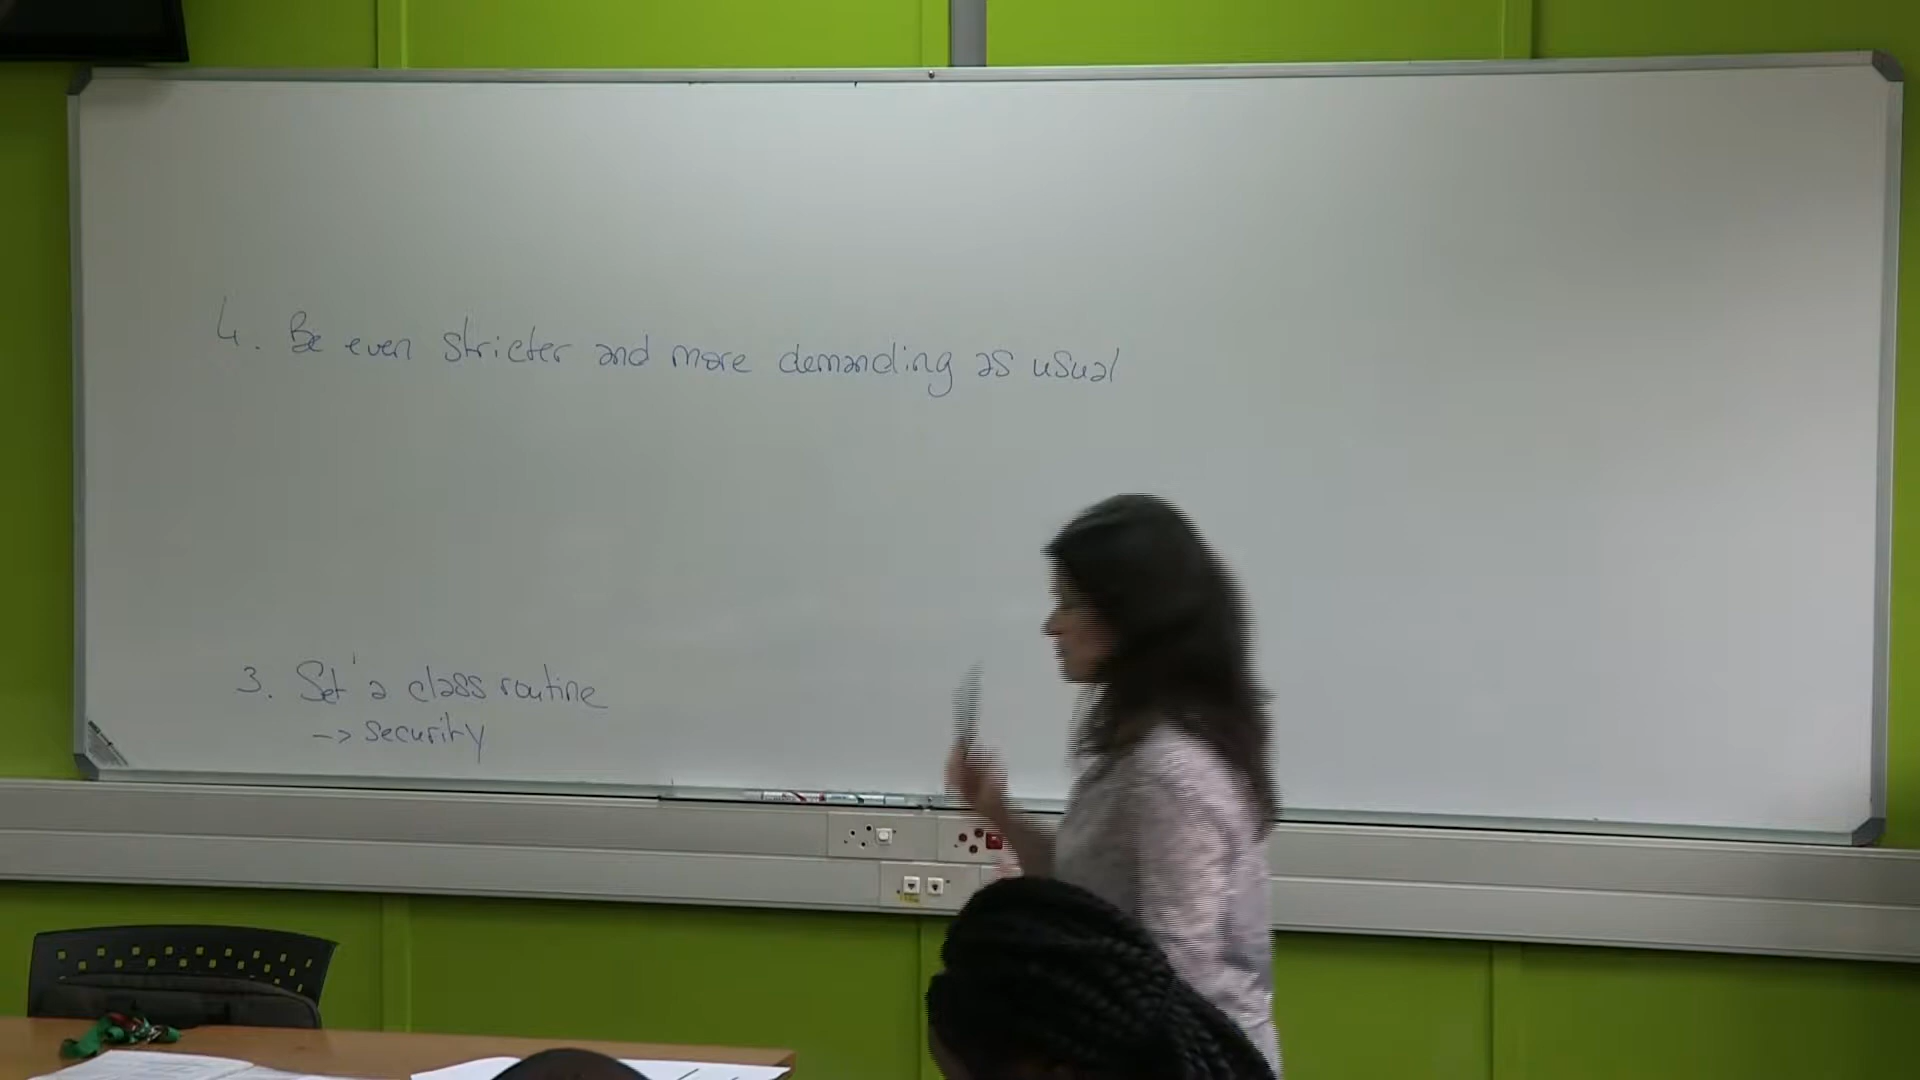 4. Be even stricter and more demanding as usual
3. Set a class routine
-> security